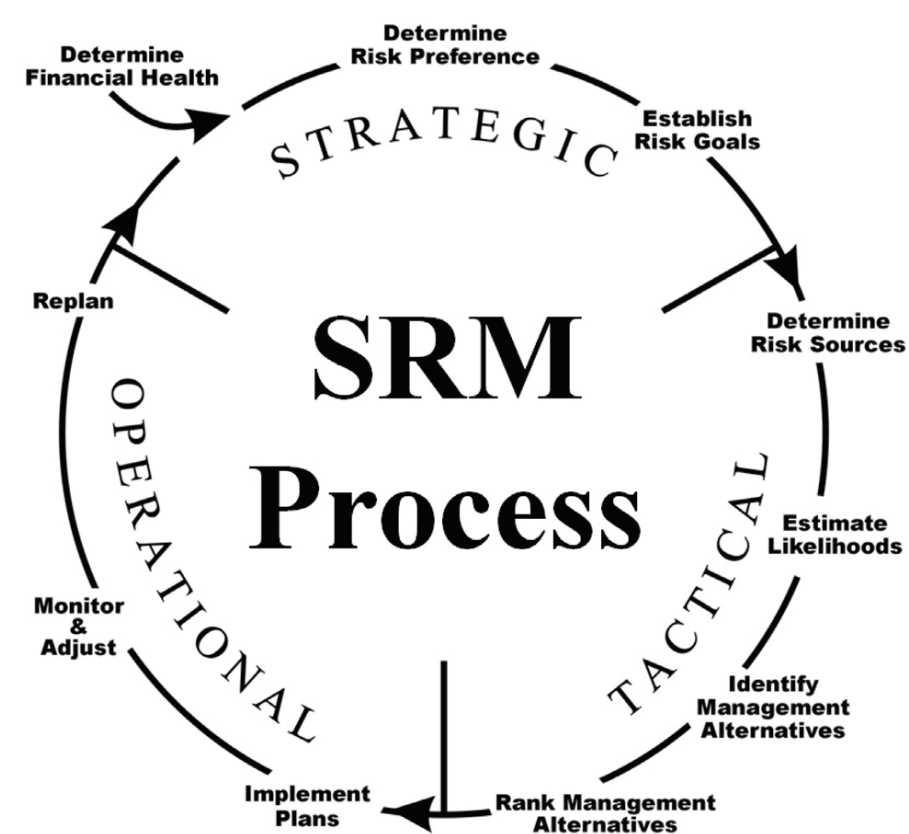 Determine
Financial Health
Determine
Risk Preference
Establish
Risk Goals
STRATEGIC
Determine
Risk Sources
Estimate
Likelihoods
Identify
Management
Alternatives
Rank Management
Alternatives
TACTICAL
Implement
Plans
Monitor
&
Adjust
Replan
OPERATIONAL
SRM
Process